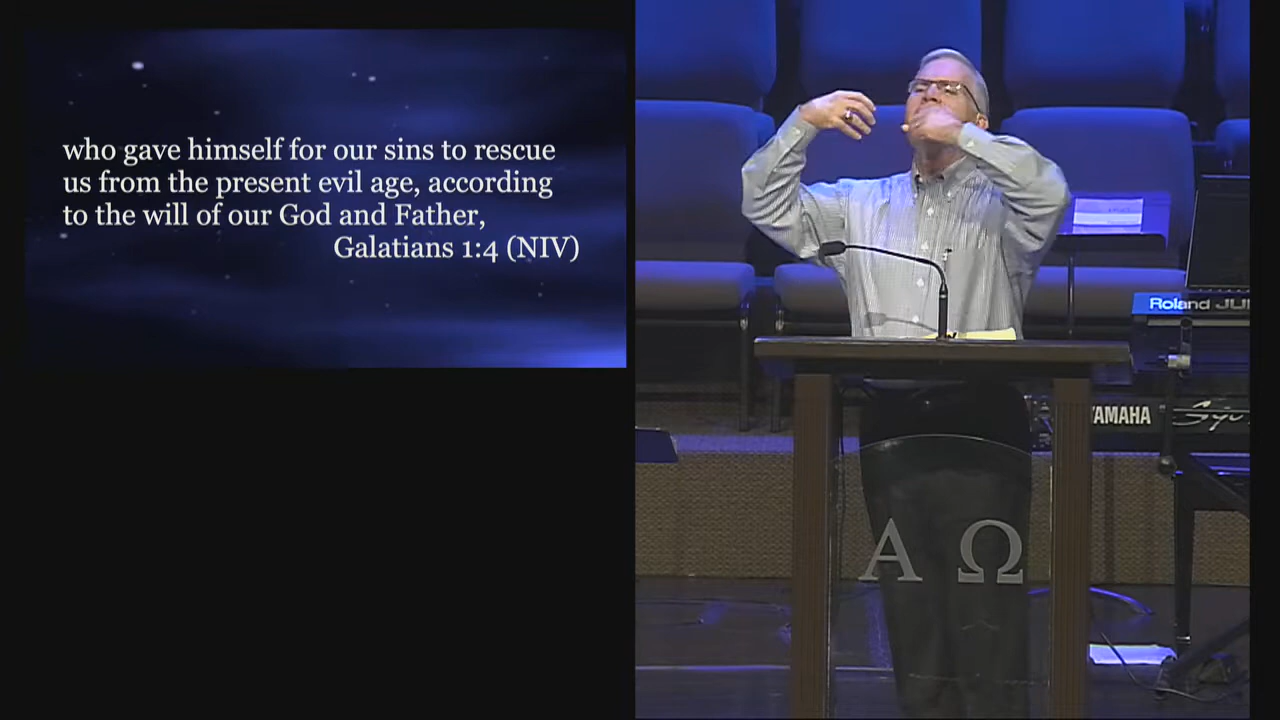 who gave himself for our sins to rescue
us from the present evil age, according
to the will of our God and Father,
Galatians 1:4 (NIV)
Roland
YAMAHA
Α Ω